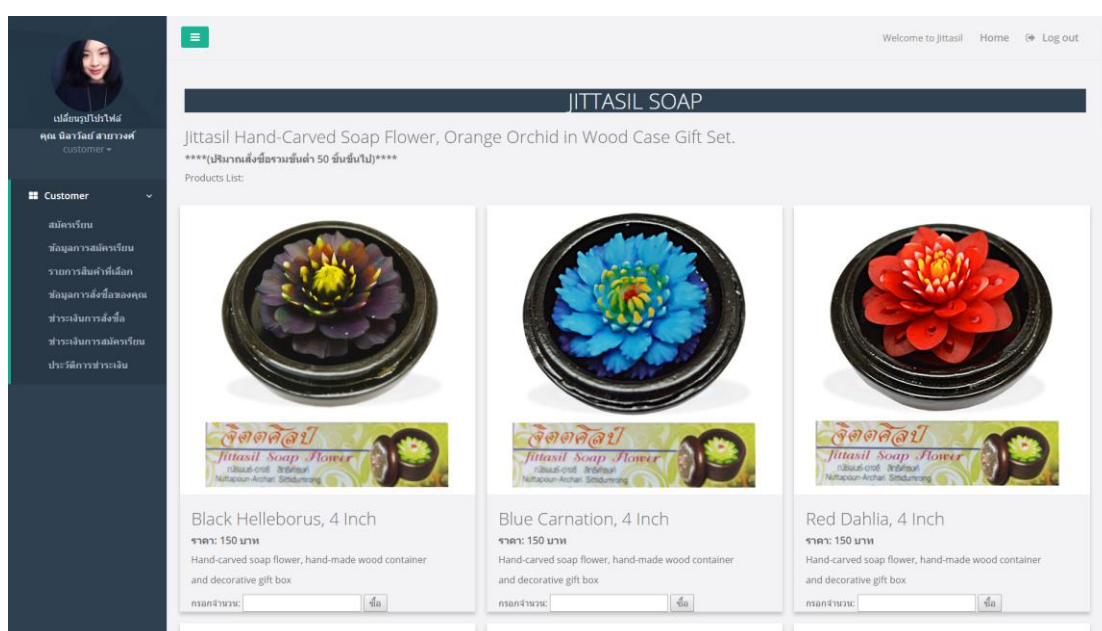 Welcome to Jittasil Home Log out
เปลี่ยนรูปโปรไฟล์
คุณ นิลาวัลย์ สายาวงศ์
customer
Customer
สมัครเรียน
ข้อมูลการสมัครเรียน
รายการสินค้าที่เลือก
ข้อมูลการสั่งซื้อของคุณ
ชำระเงินการสั่งซื้อ
ชำระเงินการสมัครเรียน
ประวัติการชำระเงิน
JITTASIL SOAP
Jittasil Hand-Carved Soap Flower, Orange Orchid in Wood Case Gift Set.
****(ปริมาณสั่งซื้อรวมขั้นต่ำ 50 ชิ้นขึ้นไป)****
Products List:
จิตตศิลป์
Jittasil Soap Flower
Nuttapoun-Archari Sittidumrong
Black Helleborus, 4 Inch
ราคา: 150 บาท
Hand-carved soap flower, hand-made wood container
and decorative gift box
กรอกจำนวน: ซื้อ
จิตตศิลป์
Jittasil Soap Flower
Nuttapoun-Archari Sittidumrong
Blue Carnation, 4 Inch
ราคา: 150 บาท
Hand-carved soap flower, hand-made wood container
and decorative gift box
กรอกจำนวน: ซื้อ
จิตตศิลป์
Jittasil Soap Flower
Nuttapoun-Archari Sittidumrong
Red Dahlia, 4 Inch
ราคา: 150 บาท
Hand-carved soap flower, hand-made wood container
and decorative gift box
กรอกจำนวน: ซื้อ